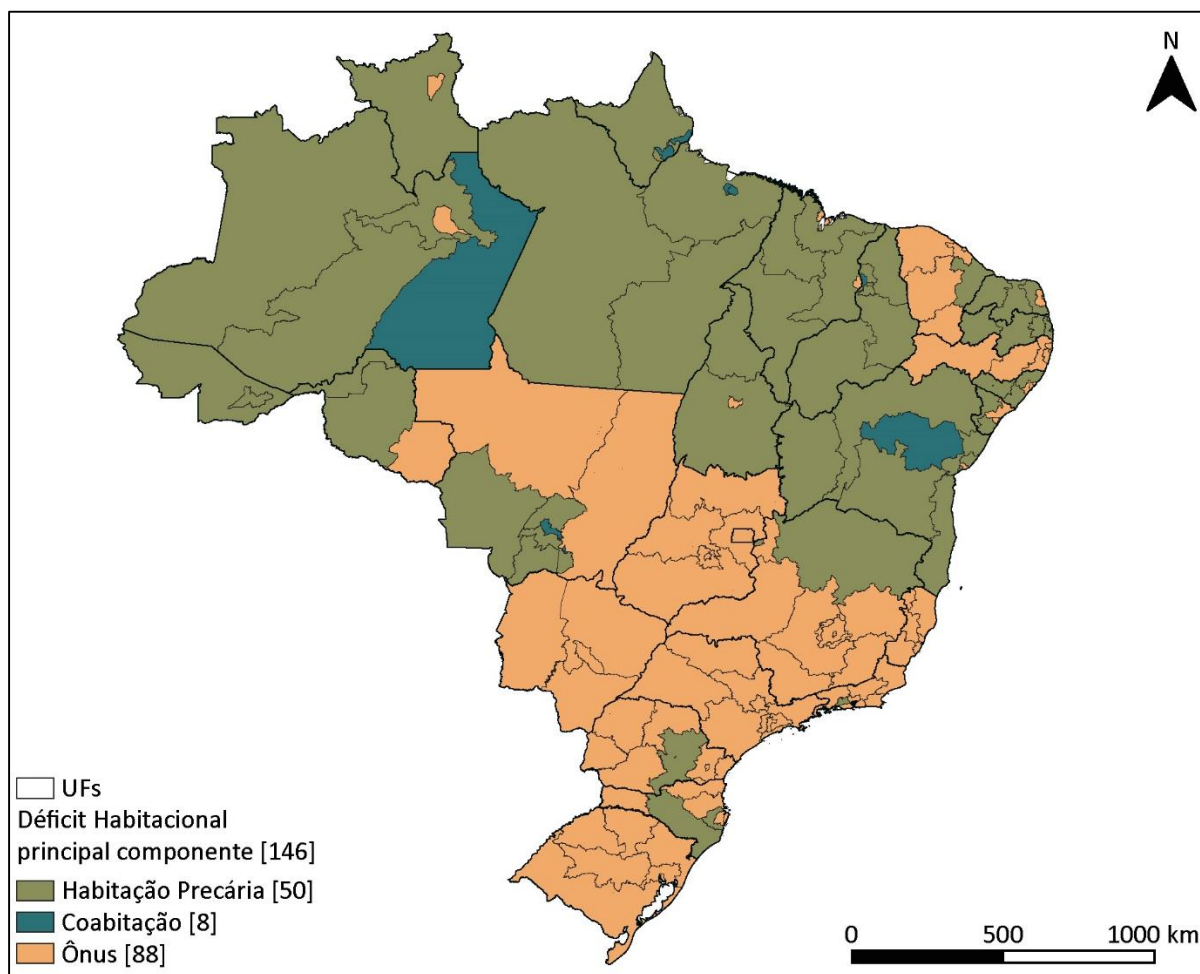 N
UFs
Déficit Habitacional
principal componente [146]
Habitação Precária [50]
Coabitação [8]
Ônus [88]
0 500 1000 km